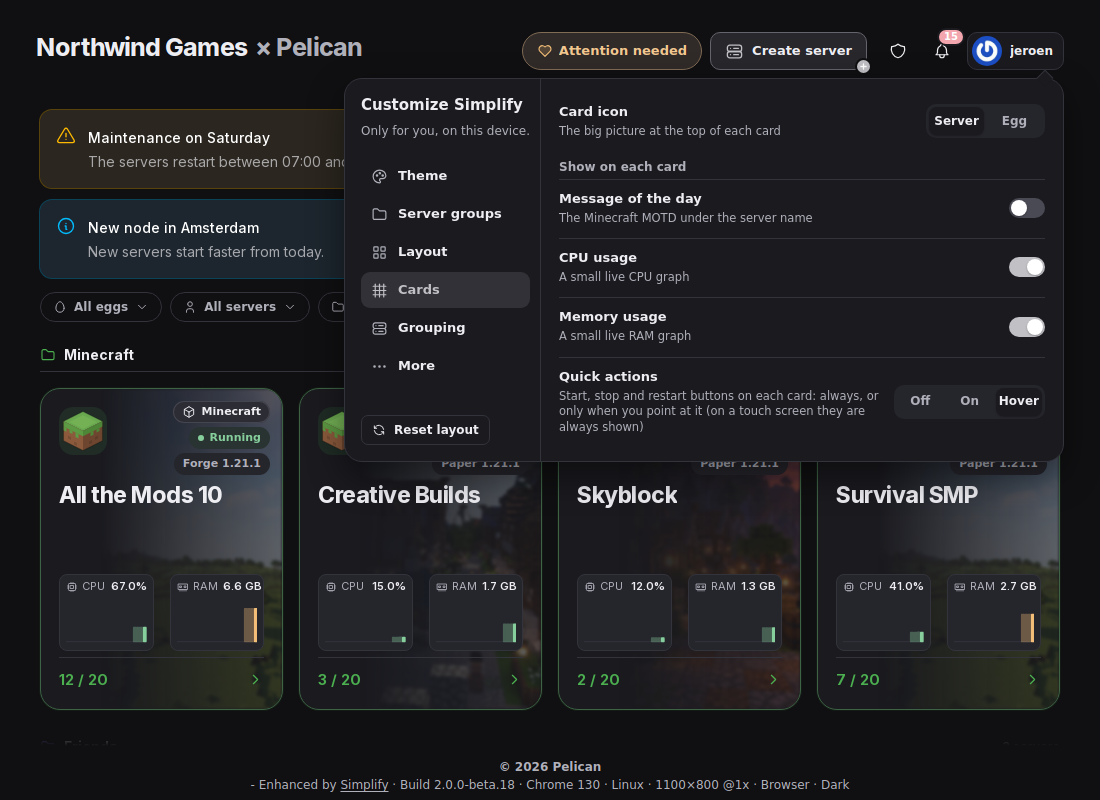 Northwind Games × Pelican
Attention needed
Create server
15
jeroen
Maintenance on Saturday
The servers restart between 07:00 and
New node in Amsterdam
New servers start faster from today.
All eggs
All servers
Customize Simplify
Only for you, on this device.
Theme
Server groups
Layout
Cards
Grouping
More
Reset layout
Card icon
The big picture at the top of each card
Server
Egg
Show on each card
Message of the day
The Minecraft MOTD under the server name
CPU usage
A small live CPU graph
Memory usage
A small live RAM graph
Quick actions
Start, stop and restart buttons on each card: always, or
only when you point at it (on a touch screen they are
always shown)
Off
On
Hover
Minecraft
Minecraft
Running
Forge 1.21.1
All the Mods 10
CPU 67.0%
RAM 6.6 GB
12 / 20
Paper 1.21.1
Creative Builds
CPU 15.0%
RAM 1.7 GB
3 / 20
Paper 1.21.1
Skyblock
CPU 12.0%
RAM 1.3 GB
2 / 20
Paper 1.21.1
Survival SMP
CPU 41.0%
RAM 2.7 GB
7 / 20
Friends
© 2026 Pelican
- Enhanced by Simplify · Build 2.0.0-beta.18 · Chrome 130 · Linux · 1100×800 @1x · Browser · Dark